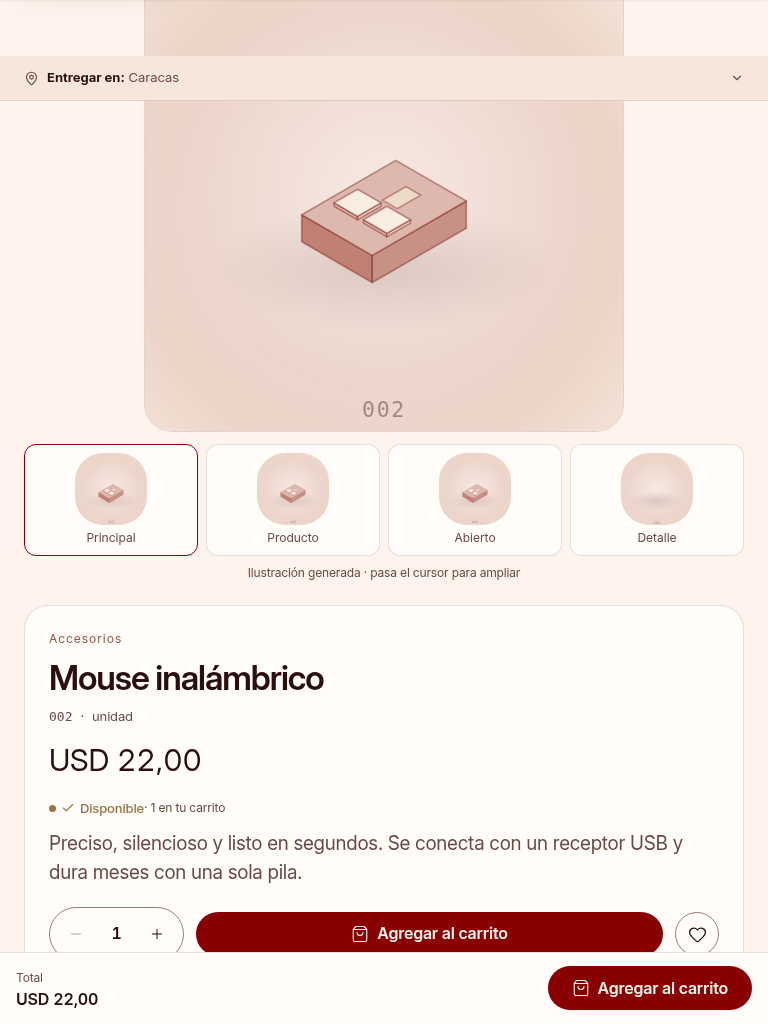 Entregar en: Caracas
002
Principal
Producto
Abierto
Detalle
Ilustración generada · pasa el cursor para ampliar
Accesorios
Mouse inalámbrico
002 · unidad
USD 22,00
Disponible · 1 en tu carrito
Preciso, silencioso y listo en segundos. Se conecta con un receptor USB y
dura meses con una sola pila.
1
Agregar al carrito
Total
USD 22,00
Agregar al carrito